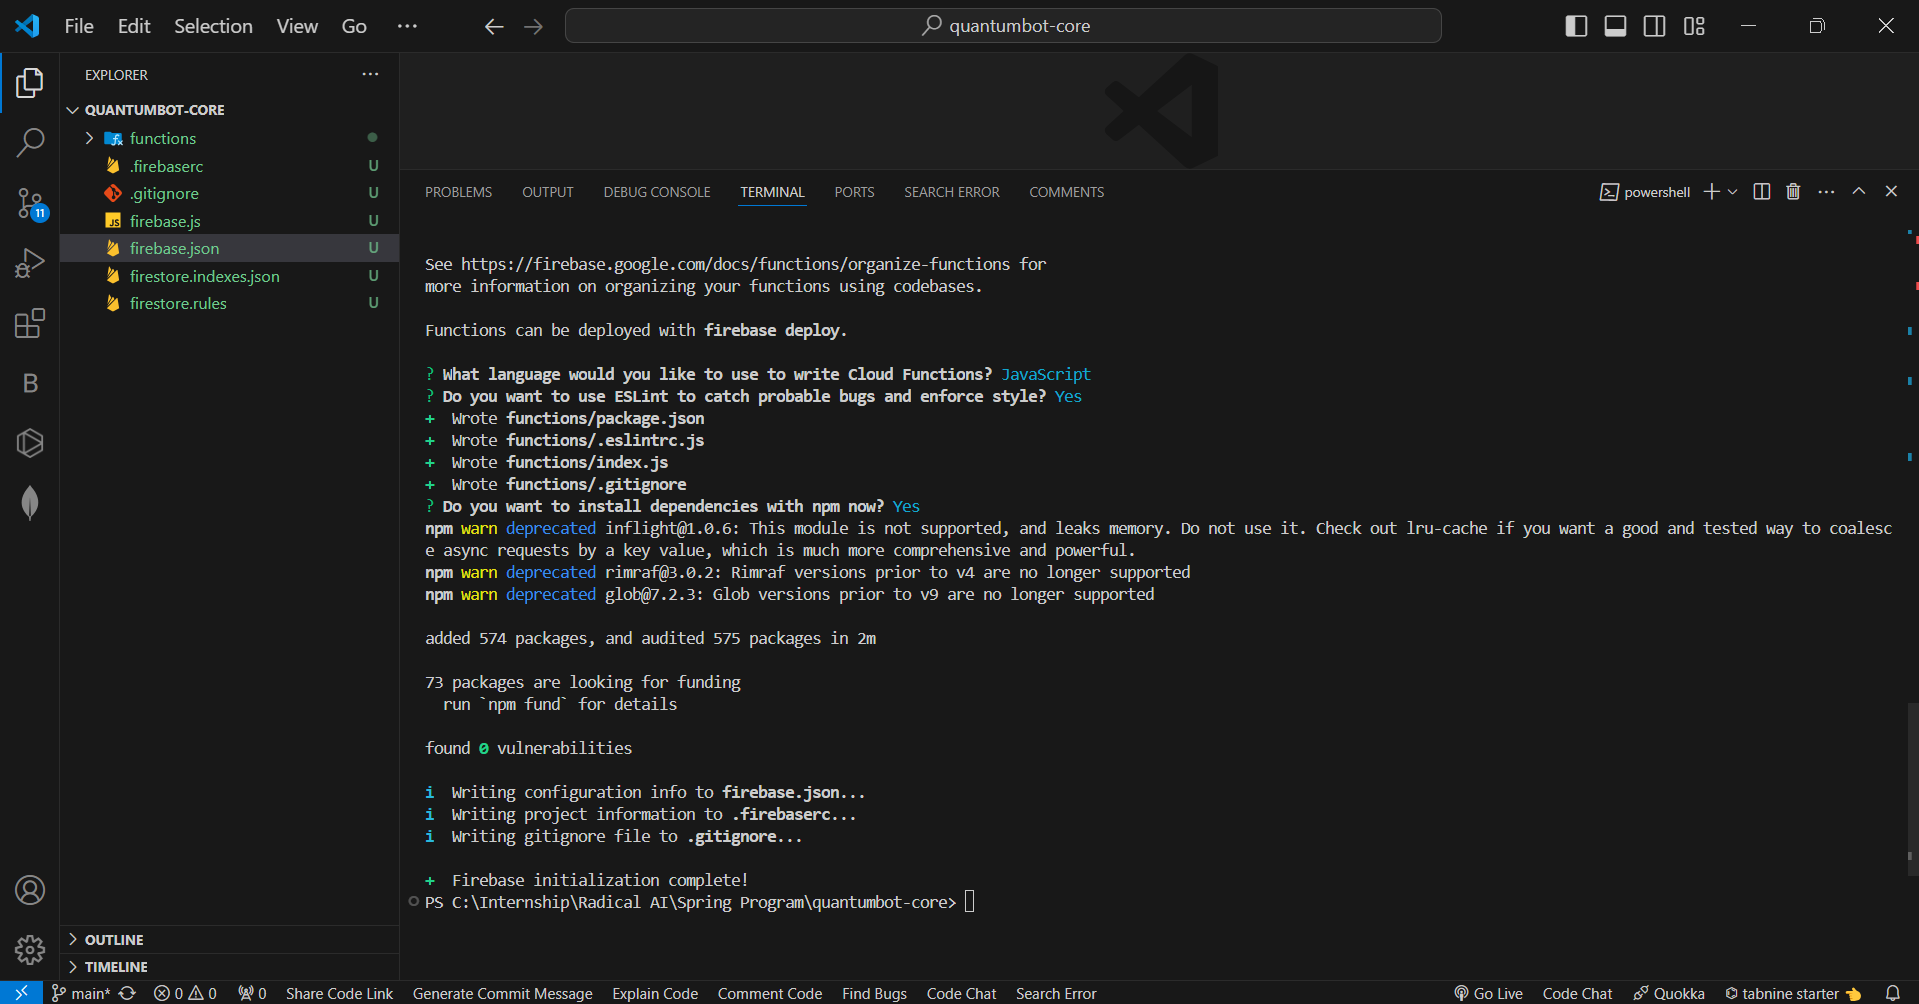 File Edit Selection View Go ···
quantumbot-core
EXPLORER ···
QUANTUMBOT-CORE
functions
.firebaserc U
.gitignore U
JS firebase.js U
firebase.json U
firestore.indexes.json U
firestore.rules U
11
B
OUTLINE
TIMELINE
PROBLEMS OUTPUT DEBUG CONSOLE TERMINAL PORTS SEARCH ERROR COMMENTS
powershell
See https://firebase.google.com/docs/functions/organize-functions for
more information on organizing your functions using codebases.
Functions can be deployed with firebase deploy.
? What language would you like to use to write Cloud Functions? JavaScript
? Do you want to use ESLint to catch probable bugs and enforce style? Yes
+  Wrote functions/package.json
+  Wrote functions/.eslintrc.js
+  Wrote functions/index.js
+  Wrote functions/.gitignore
? Do you want to install dependencies with npm now? Yes
npm warn deprecated inflight@1.0.6: This module is not supported, and leaks memory. Do not use it. Check out lru-cache if you want a good and tested way to coalesc
e async requests by a key value, which is much more comprehensive and powerful.
npm warn deprecated rimraf@3.0.2: Rimraf versions prior to v4 are no longer supported
npm warn deprecated glob@7.2.3: Glob versions prior to v9 are no longer supported
added 574 packages, and audited 575 packages in 2m
73 packages are looking for funding
  run `npm fund` for details
found 0 vulnerabilities
i  Writing configuration info to firebase.json...
i  Writing project information to .firebaserc...
i  Writing gitignore file to .gitignore...
+  Firebase initialization complete!
PS C:\Internship\Radical AI\Spring Program\quantumbot-core>
main* 0 0 0 Share Code Link Generate Commit Message Explain Code Comment Code Find Bugs Code Chat Search Error Go Live Code Chat Quokka tabnine starter